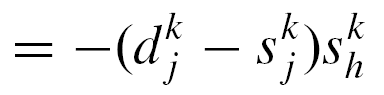 = −(d_j^k − s_j^k)s_h^k